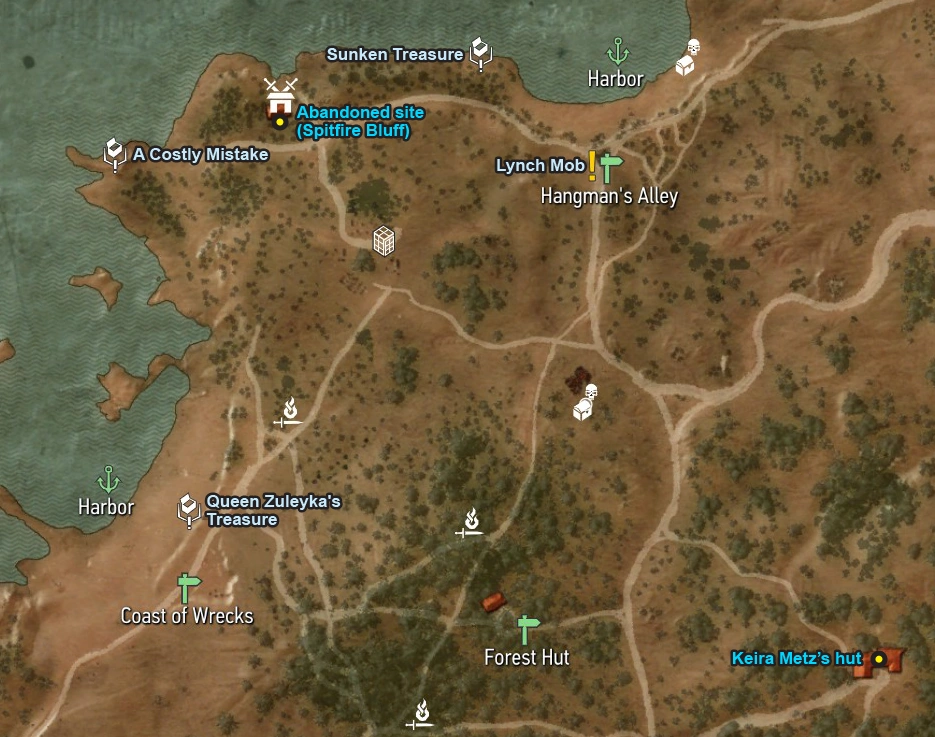 Sunken Treasure
Harbor
Abandoned site
(Spitfire Bluff)
A Costly Mistake
Lynch Mob
Hangman's Alley
Harbor
Queen Zuleyka's
Treasure
Coast of Wrecks
Forest Hut
Keira Metz's hut